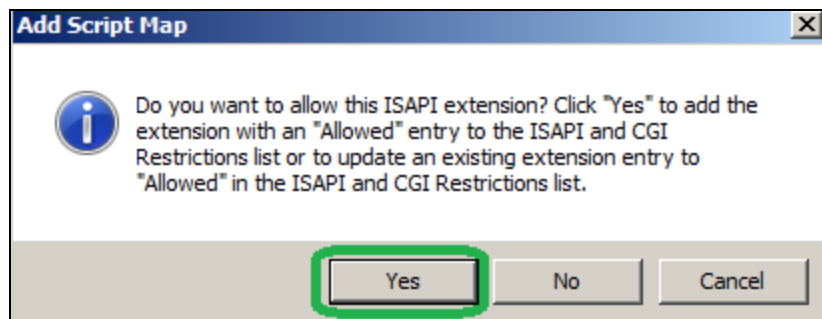 Add Script Map
Do you want to allow this ISAPI extension? Click "Yes" to add the
extension with an "Allowed" entry to the ISAPI and CGI
Restrictions list or to update an existing extension entry to
"Allowed" in the ISAPI and CGI Restrictions list.
Yes No Cancel